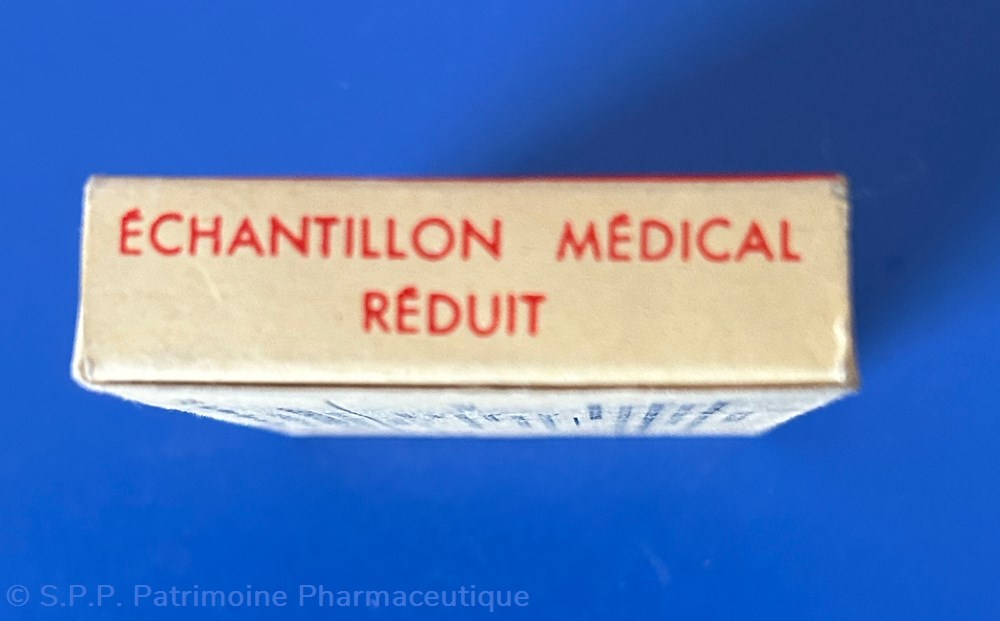 ÉCHANTILLON MÉDICAL
RÉDUIT
© S.P.P. Patrimoine Pharmaceutique